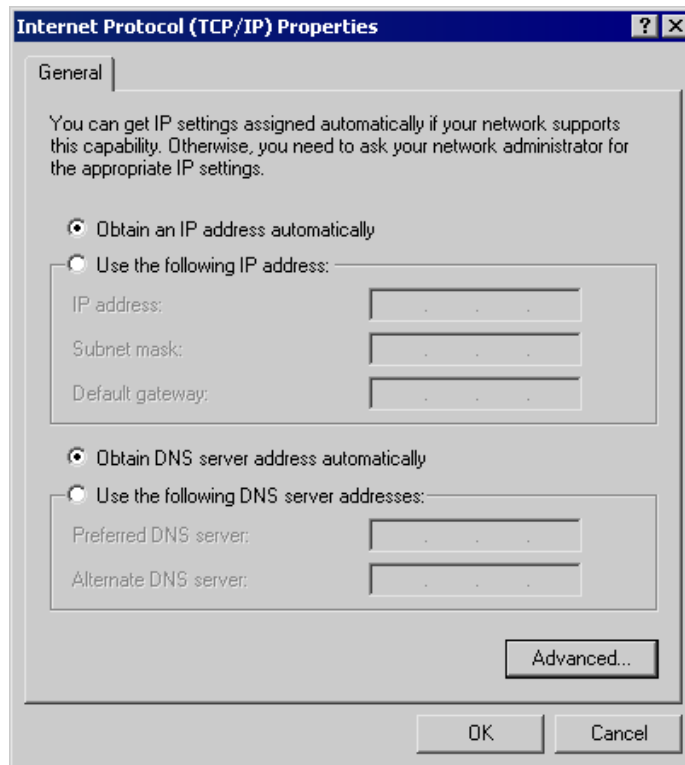 Internet Protocol (TCP/IP) Properties
General
You can get IP settings assigned automatically if your network supports
this capability. Otherwise, you need to ask your network administrator for
the appropriate IP settings.
Obtain an IP address automatically
Use the following IP address:
IP address:
Subnet mask:
Default gateway:
Obtain DNS server address automatically
Use the following DNS server addresses:
Preferred DNS server:
Alternate DNS server:
Advanced...
OK Cancel